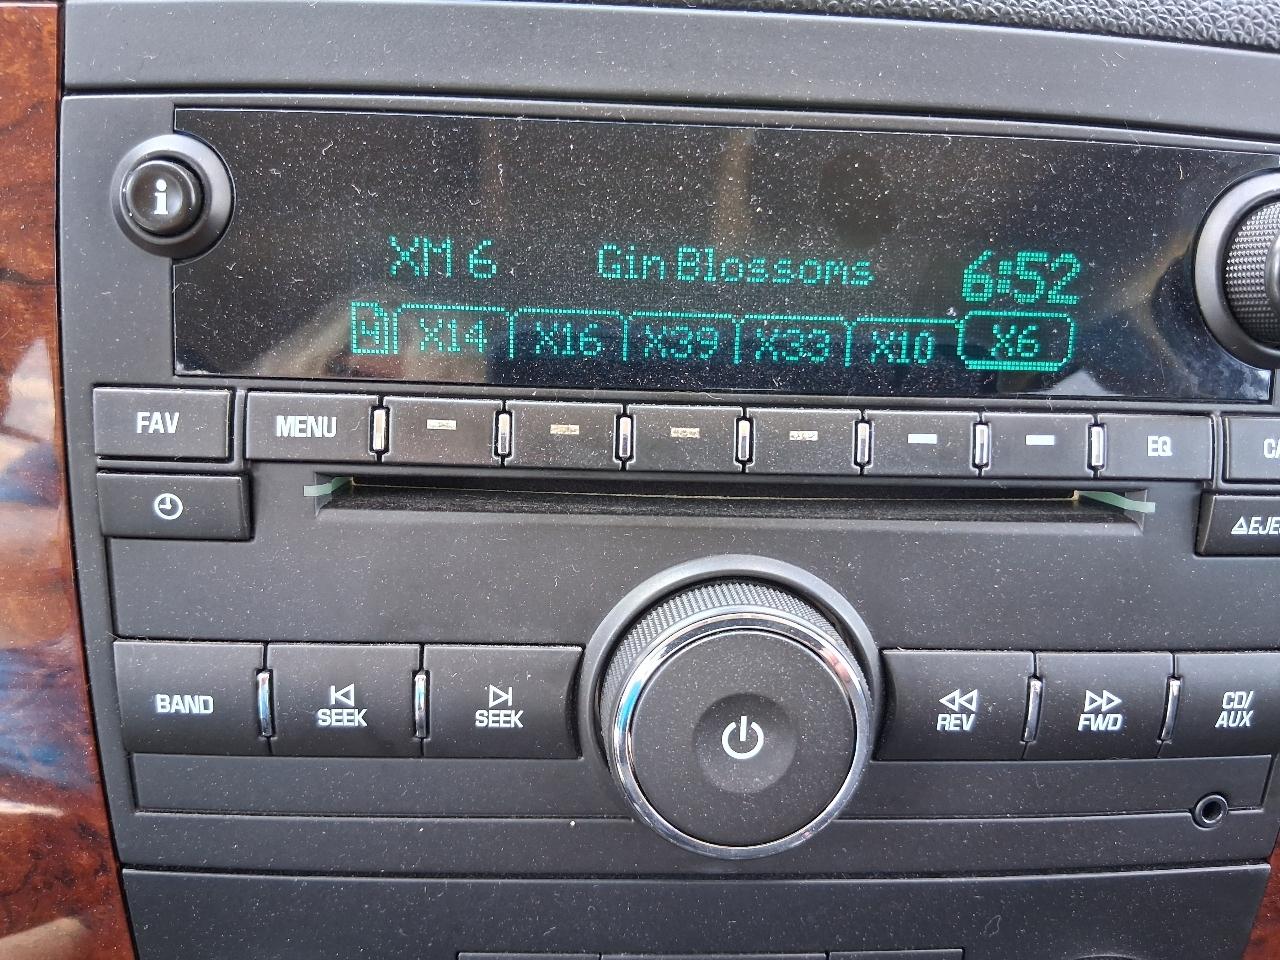 i
XM 6 Gin Blossoms 6:52
X14 X16 X39 X33 X10 X6
FAV MENU EQ
BAND SEEK SEEK REV FWD CD/
AUX